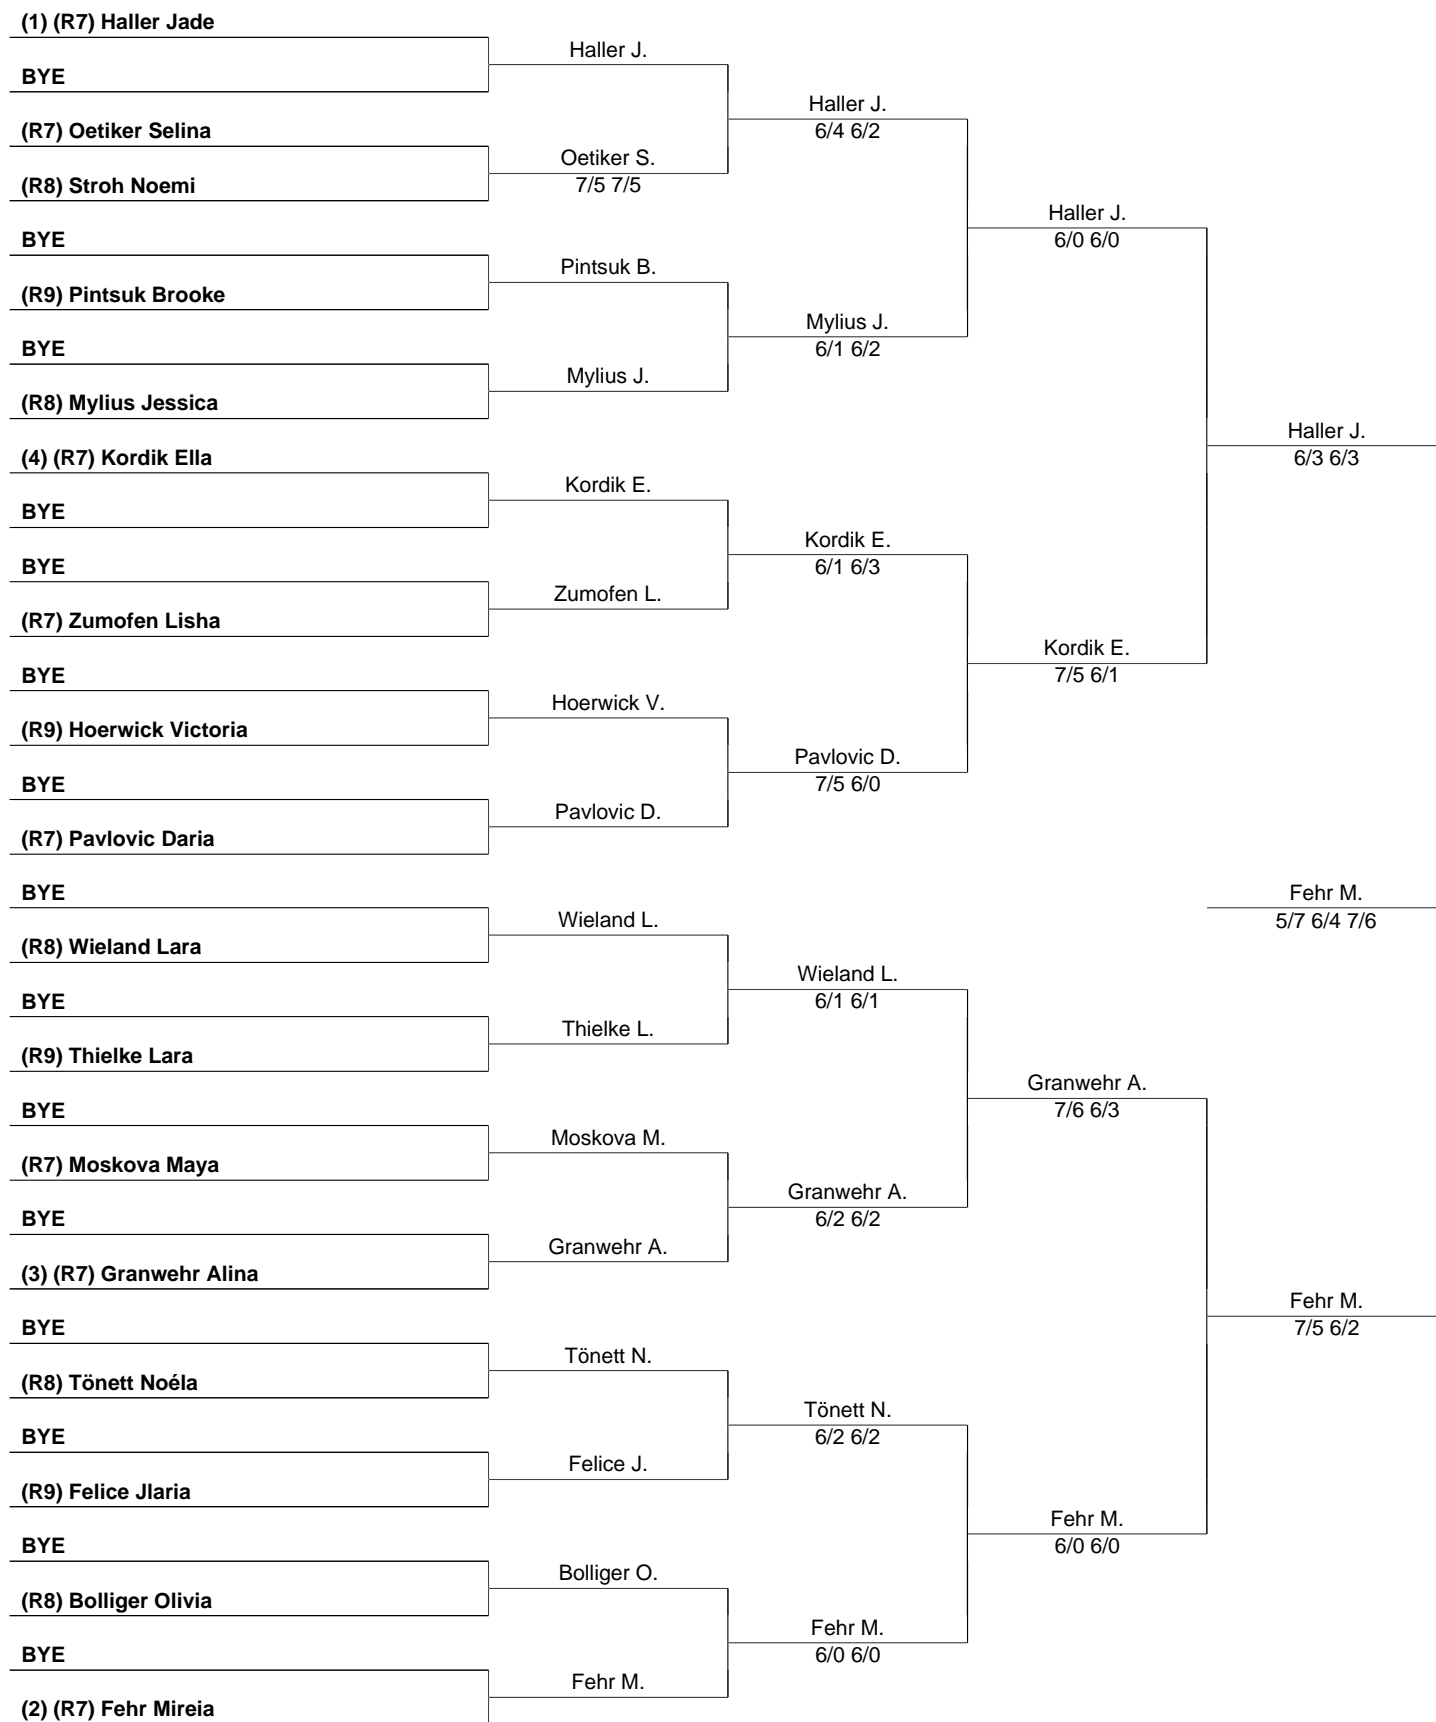 (1) (R7) Haller Jade
Haller J.
BYE
Haller J.
6/4 6/2
(R7) Oetiker Selina
Oetiker S.
7/5 7/5
(R8) Stroh Noemi
Haller J.
6/0 6/0
BYE
Pintsuk B.
(R9) Pintsuk Brooke
Mylius J.
6/1 6/2
BYE
Mylius J.
(R8) Mylius Jessica
Haller J.
6/3 6/3
(4) (R7) Kordik Ella
Kordik E.
BYE
Kordik E.
6/1 6/3
BYE
Zumofen L.
(R7) Zumofen Lisha
Kordik E.
7/5 6/1
BYE
Hoerwick V.
(R9) Hoerwick Victoria
Pavlovic D.
7/5 6/0
BYE
Pavlovic D.
(R7) Pavlovic Daria
BYE
Fehr M.
5/7 6/4 7/6
Wieland L.
(R8) Wieland Lara
Wieland L.
6/1 6/1
BYE
Thielke L.
(R9) Thielke Lara
Granwehr A.
7/6 6/3
BYE
Moskova M.
(R7) Moskova Maya
Granwehr A.
6/2 6/2
BYE
Granwehr A.
(3) (R7) Granwehr Alina
Fehr M.
7/5 6/2
BYE
Tönett N.
(R8) Tönett Noéla
Tönett N.
6/2 6/2
BYE
Felice J.
(R9) Felice Jlaria
Fehr M.
6/0 6/0
BYE
Bolliger O.
(R8) Bolliger Olivia
Fehr M.
6/0 6/0
BYE
Fehr M.
(2) (R7) Fehr Mireia